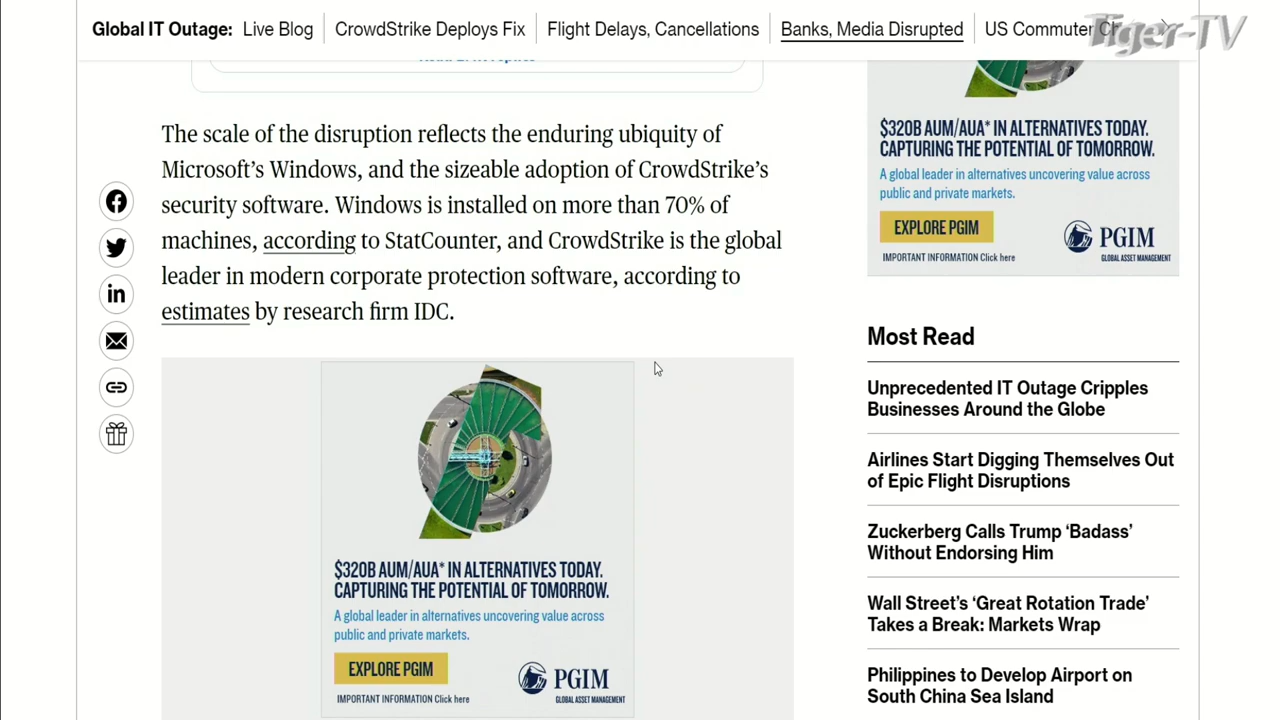 Global IT Outage: Live Blog CrowdStrike Deploys Fix Flight Delays, Cancellations Banks, Media Disrupted US Commuter
Tiger-TV
The scale of the disruption reflects the enduring ubiquity of
Microsoft's Windows, and the sizeable adoption of CrowdStrike's
security software. Windows is installed on more than 70% of
machines, according to StatCounter, and CrowdStrike is the global
leader in modern corporate protection software, according to
estimates by research firm IDC.
$320B AUM/AUA* IN ALTERNATIVES TODAY.
CAPTURING THE POTENTIAL OF TOMORROW.
A global leader in alternatives uncovering value across
public and private markets.
EXPLORE PGIM
IMPORTANT INFORMATION Click here
PGIM
GLOBAL ASSET MANAGEMENT
$320B AUM/AUA* IN ALTERNATIVES TODAY.
CAPTURING THE POTENTIAL OF TOMORROW.
A global leader in alternatives uncovering value across
public and private markets.
EXPLORE PGIM
IMPORTANT INFORMATION Click here
PGIM
GLOBAL ASSET MANAGEMENT
Most Read
Unprecedented IT Outage Cripples
Businesses Around the Globe
Airlines Start Digging Themselves Out
of Epic Flight Disruptions
Zuckerberg Calls Trump ‘Badass’
Without Endorsing Him
Wall Street's ‘Great Rotation Trade’
Takes a Break: Markets Wrap
Philippines to Develop Airport on
South China Sea Island